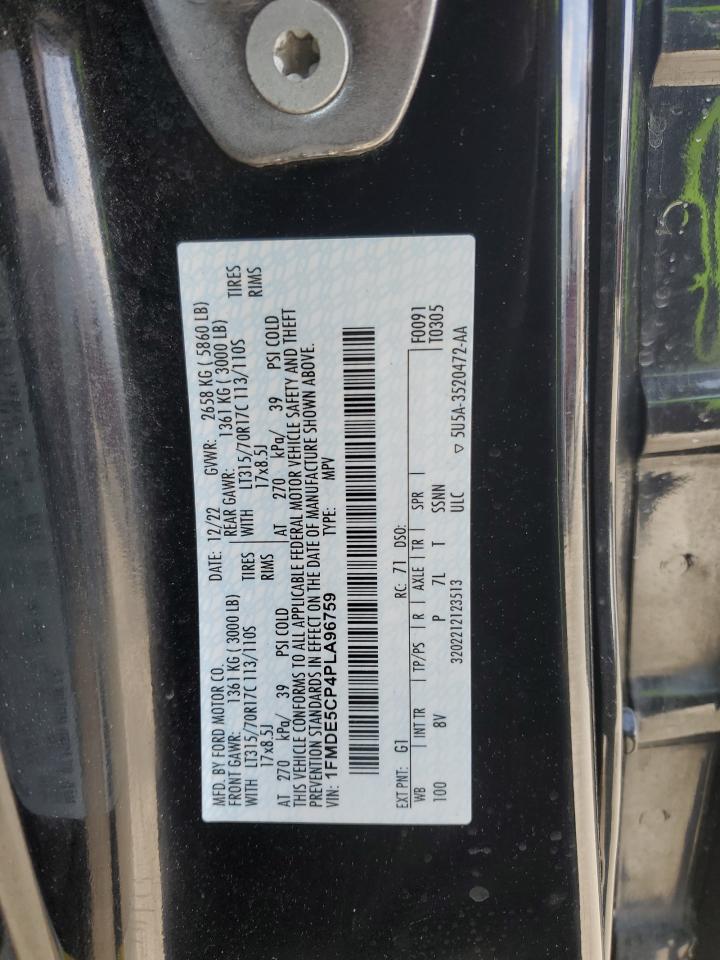 MFD. BY FORD MOTOR CO.
DATE: 12/22 GVWR: 2658 KG ( 5860 LB)
FRONT GAWR: 1361 KG ( 3000 LB) REAR GAWR: 1361 KG ( 3000 LB)
WITH LT315/70R17C 113/110S TIRES WITH LT315/70R17C 113/110S TIRES
17x8.5J RIMS 17x8.5J RIMS
AT 270 kPa/ 39 PSI COLD AT 270 kPa/ 39 PSI COLD
THIS VEHICLE CONFORMS TO ALL APPLICABLE FEDERAL MOTOR VEHICLE SAFETY AND THEFT
PREVENTION STANDARDS IN EFFECT ON THE DATE OF MANUFACTURE SHOWN ABOVE.
VIN: 1FMDE5CP4PLA96759 TYPE: MPV
EXT PNT: G1 RC: 71 DSO: F0091
WB INT TR TP/PS R AXLE TR SPR T0305
100 8V P 7L T SSNN
3202212123513 ULC ▽ 5U5A-3520472-AA